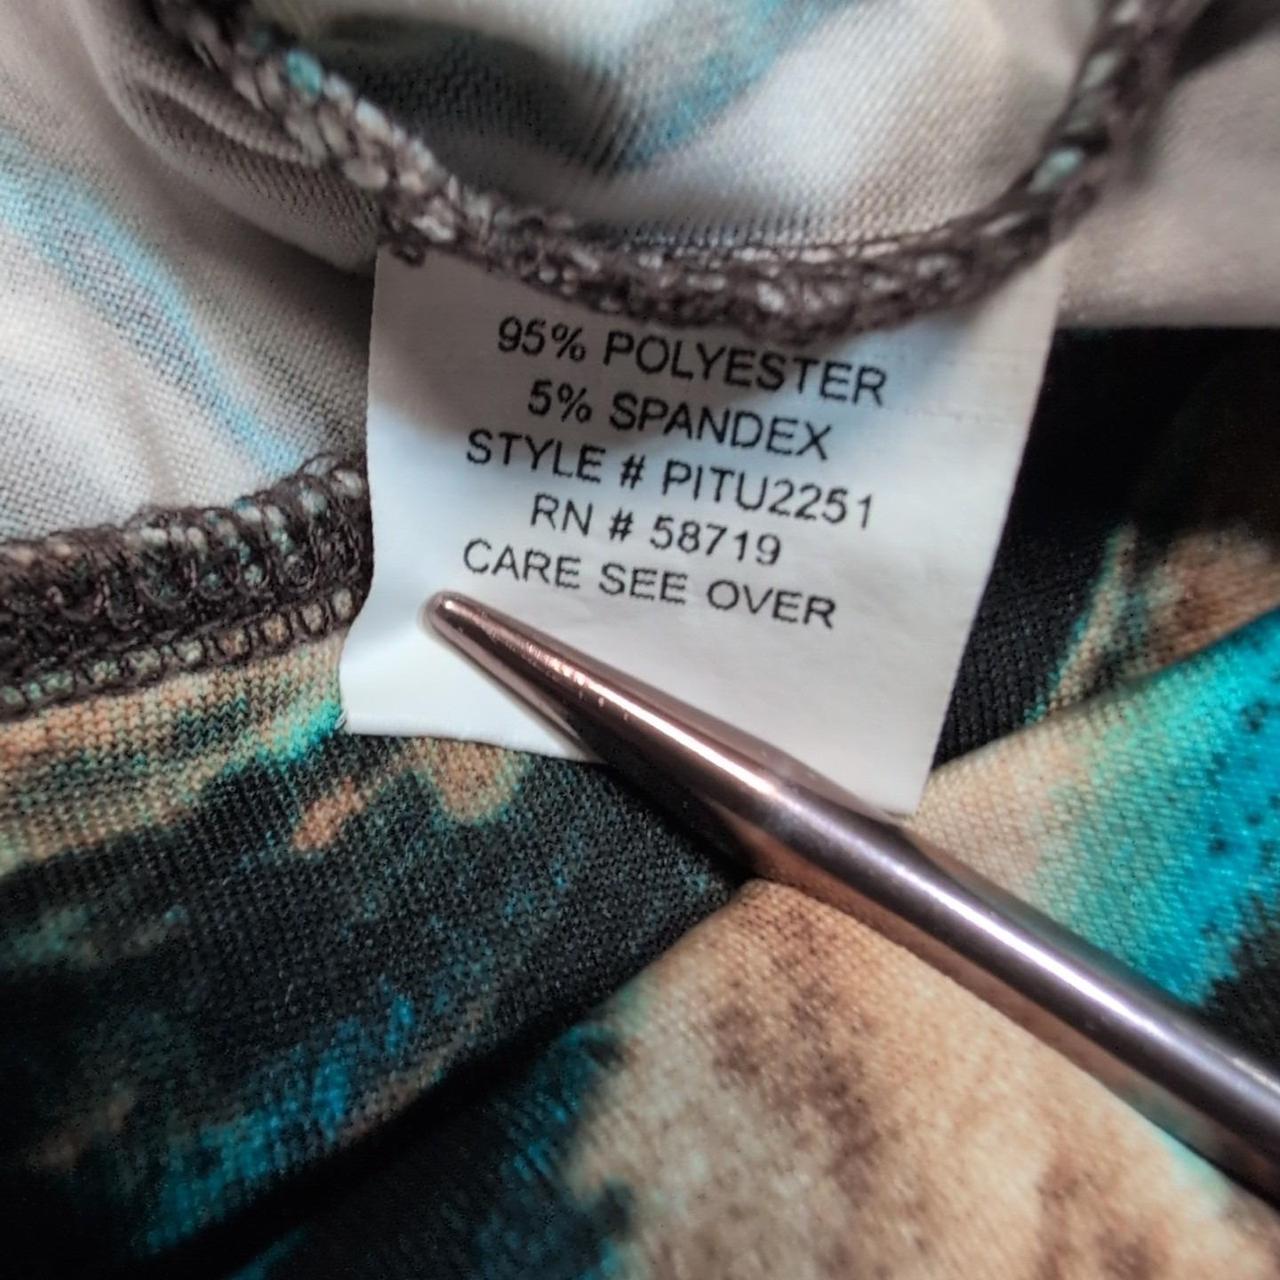 95% POLYESTER
5% SPANDEX
STYLE # PITU2251
RN # 58719
CARE SEE OVER